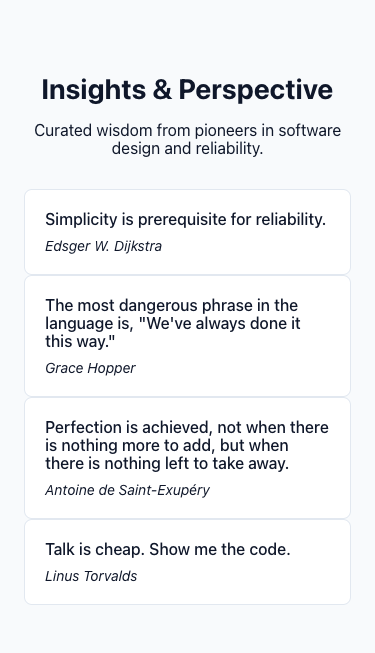 Insights & Perspective
Curated wisdom from pioneers in software
design and reliability.
Simplicity is prerequisite for reliability.
Edsger W. Dijkstra
The most dangerous phrase in the
language is, "We've always done it
this way."
Grace Hopper
Perfection is achieved, not when there
is nothing more to add, but when
there is nothing left to take away.
Antoine de Saint-Exupéry
Talk is cheap. Show me the code.
Linus Torvalds